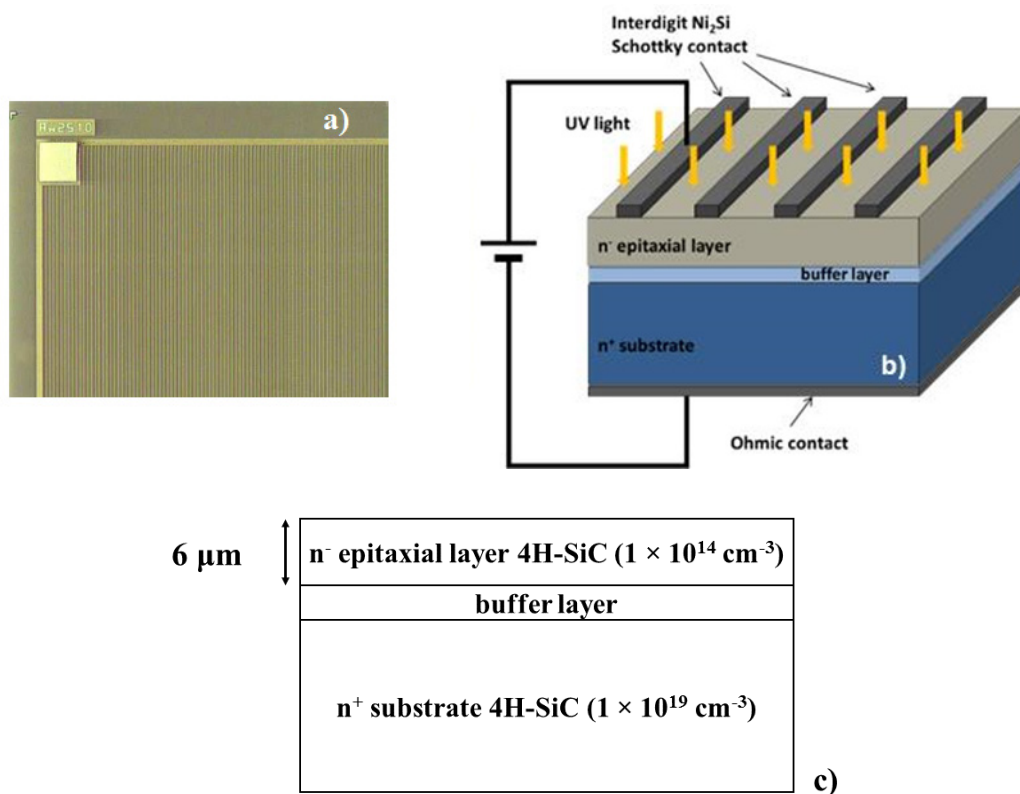 a)
Interdigit Ni₂Si
Schottky contact
UV light
n⁻ epitaxial layer
buffer layer
n⁺ substrate
b)
Ohmic contact
6 μm
n⁻ epitaxial layer 4H-SiC (1 × 10¹⁴ cm⁻³)
buffer layer
n⁺ substrate 4H-SiC (1 × 10¹⁹ cm⁻³)
c)